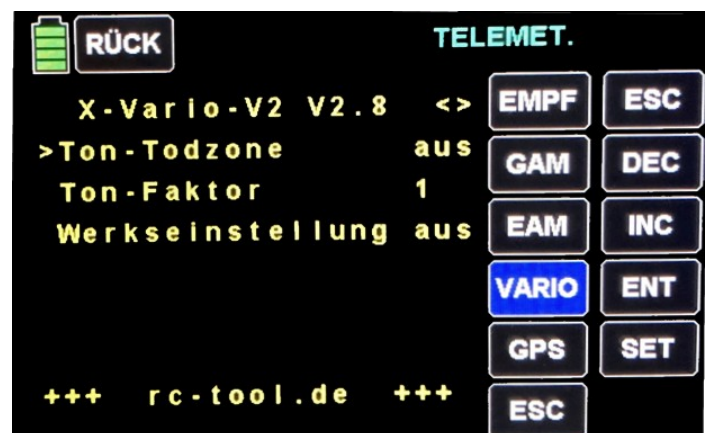 RÜCK TELEMET.
X-Vario-V2 V2.8 <> EMPF ESC
>Ton-Todzone aus GAM DEC
Ton-Faktor 1
Werkseinstellung aus EAM INC
VARIO ENT
GPS SET
+++ rc-tool.de +++ ESC